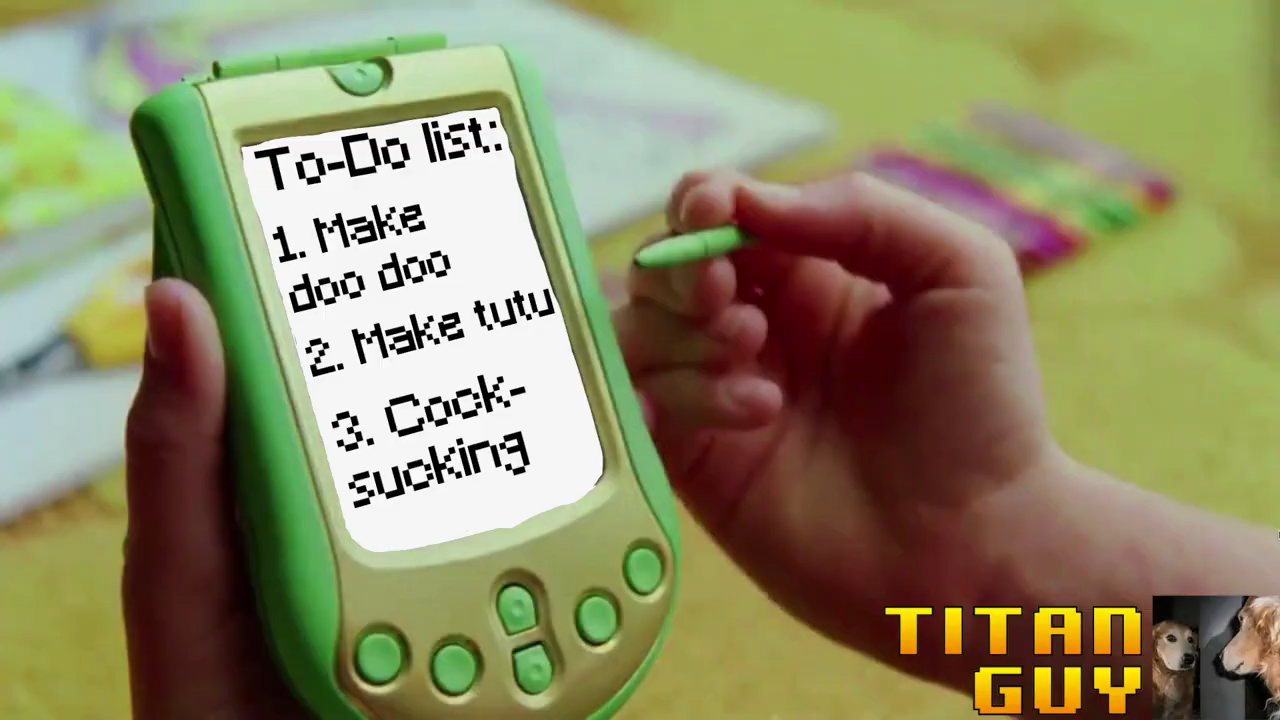 To-Do list:
1. Make
doo doo
2. Make tutu
3. Cock-
sucking
TITAN
GUY